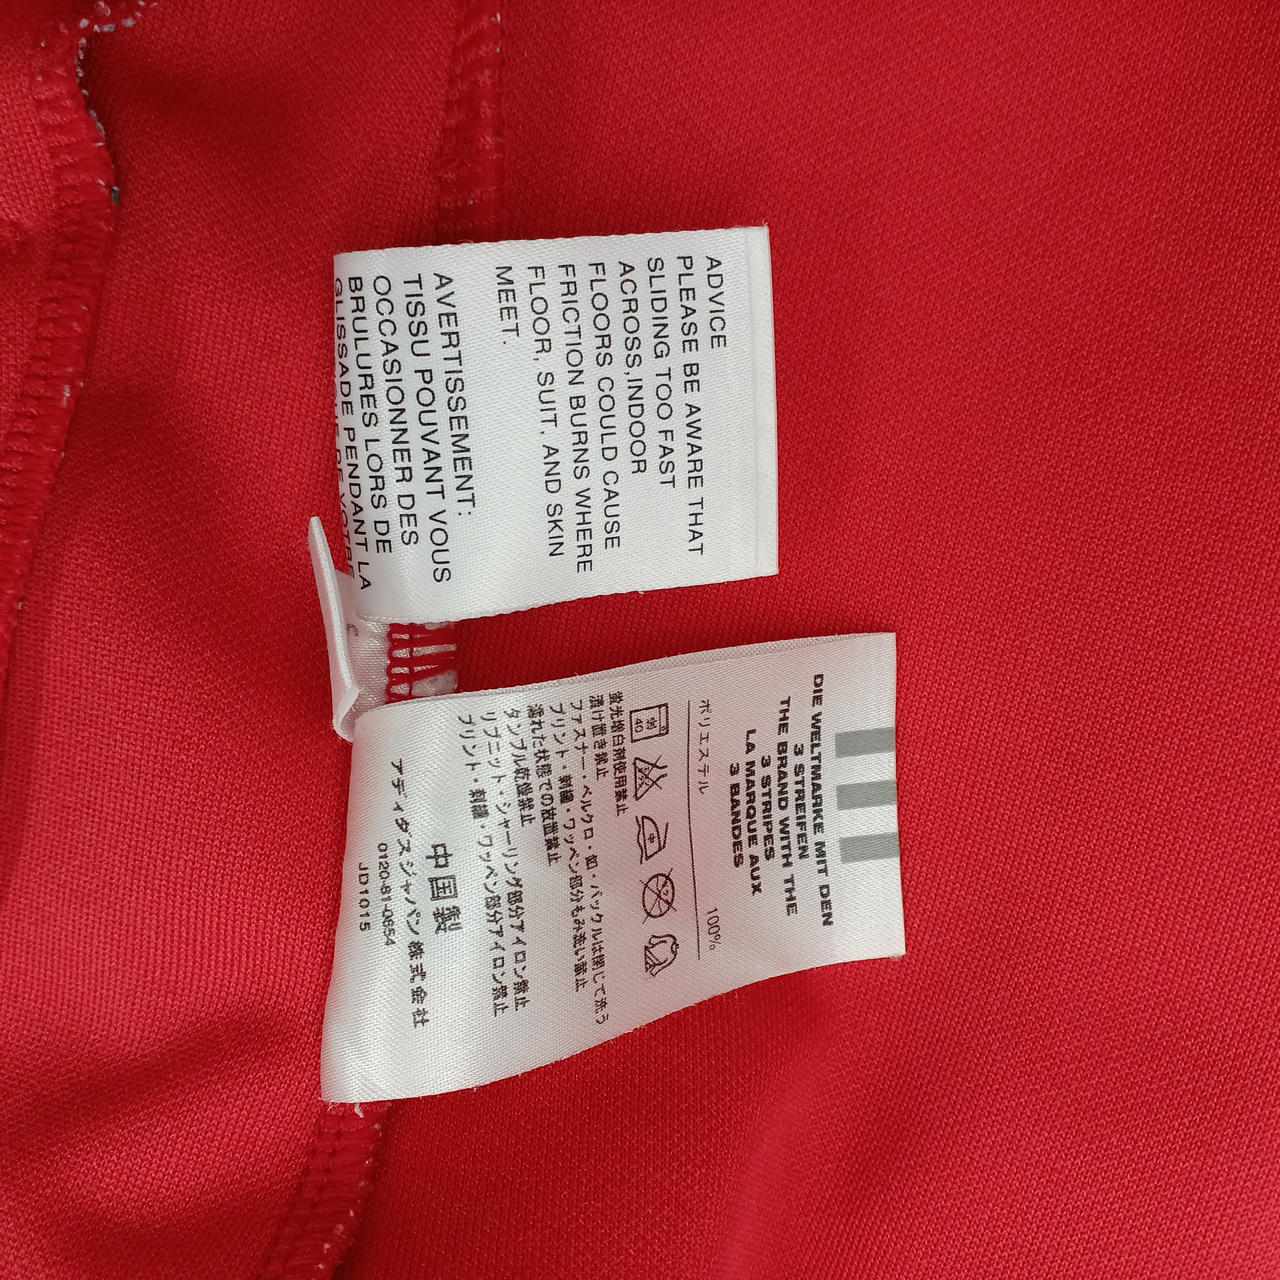 ADVICE
PLEASE BE AWARE THAT
SLIDING TOO FAST
ACROSS,INDOOR
FLOORS COULD CAUSE
FRICTION BURNS WHERE
FLOOR, SUIT, AND SKIN
MEET.
AVERTISSEMENT:
TISSU POUVANT VOUS
OCCASIONNER DES
BRULURES LORS DE
GLISSADE PENDANT LA
DE VOTRE
DIE WELTMARKE MIT DEN
3 STREIFEN
THE BRAND WITH THE
3 STRIPES
LA MARQUE AUX
3 BANDES
ポリエステル 100%
40
蛍光増白剤使用禁止
漬け置き禁止
ファスナー・ベルクロ・釦・バックルは閉じて洗う
プリント・刺繍・ワッペン部分もみ洗い禁止
濡れた状態での放置禁止
タンブル乾燥禁止
リブニット・シャーリング部分アイロン禁止
プリント・刺繍・ワッペン部分アイロン禁止
中国製
アディダスジャパン株式会社
0120-81-0654
JD1015